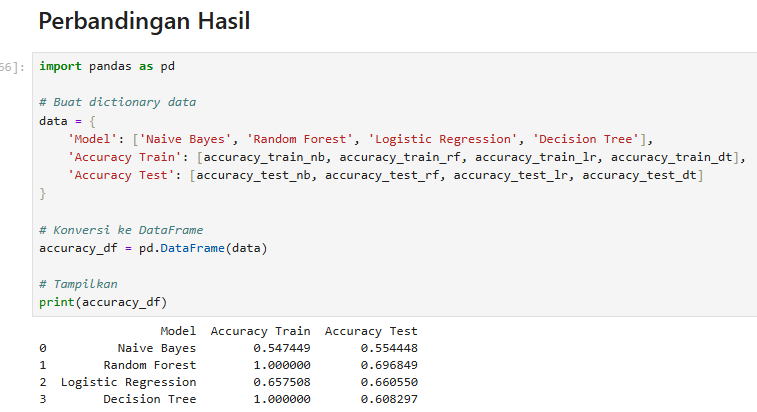 Perbandingan Hasil
66]:
import pandas as pd
# Buat dictionary data
data = {
    'Model': ['Naive Bayes', 'Random Forest', 'Logistic Regression', 'Decision Tree'],
    'Accuracy Train': [accuracy_train_nb, accuracy_train_rf, accuracy_train_lr, accuracy_train_dt],
    'Accuracy Test': [accuracy_test_nb, accuracy_test_rf, accuracy_test_lr, accuracy_test_dt]
}
# Konversi ke DataFrame
accuracy_df = pd.DataFrame(data)
# Tampilkan
print(accuracy_df)
                 Model  Accuracy Train  Accuracy Test
0          Naive Bayes        0.547449       0.554448
1        Random Forest        1.000000       0.696849
2  Logistic Regression        0.657508       0.660550
3        Decision Tree        1.000000       0.608297